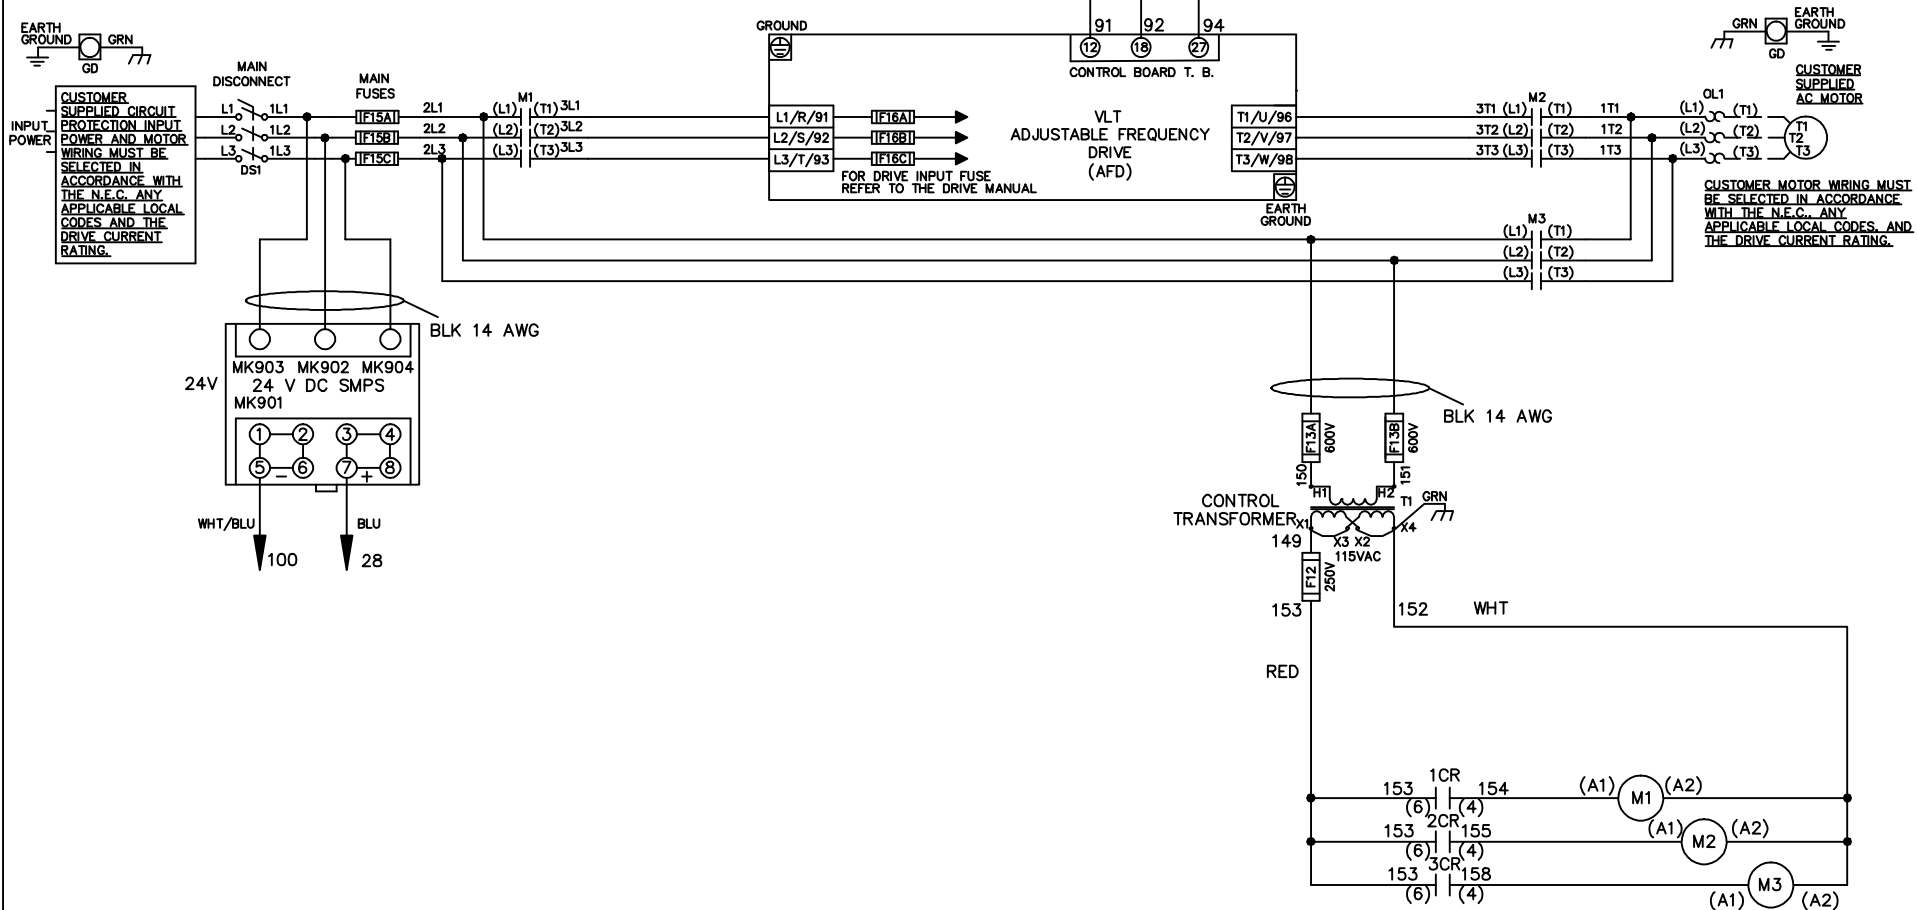 91
92
94
EARTH
GROUND
GRN
GD
GROUND
12
18
27
CONTROL BOARD T. B.
GRN
EARTH
GROUND
GD
MAIN
DISCONNECT
MAIN
FUSES
CUSTOMER
SUPPLIED
AC MOTOR
INPUT
POWER
CUSTOMER
SUPPLIED CIRCUIT
PROTECTION INPUT
POWER AND MOTOR
WIRING MUST BE
SELECTED IN
ACCORDANCE WITH
THE N.E.C. ANY
APPLICABLE LOCAL
CODES AND THE
DRIVE CURRENT
RATING.
L1
1L1
F15A
2L1
M1
(L1)
(T1)
3L1
L1/R/91
F16A
L2
1L2
F15B
2L2
(L2)
(T2)
3L2
L2/S/92
F16B
L3
1L3
F15C
2L3
(L3)
(T3)
3L3
L3/T/93
F16C
DS1
FOR DRIVE INPUT FUSE
REFER TO THE DRIVE MANUAL
VLT
ADJUSTABLE FREQUENCY
DRIVE
(AFD)
T1/U/96
T2/V/97
T3/W/98
EARTH
GROUND
M2
3T1 (L1)
(T1)
1T1
3T2 (L2)
(T2)
1T2
3T3 (L3)
(T3)
1T3
OL1
(L1)
(T1)
(L2)
(T2)
(L3)
(T3)
T1
T2
T3
CUSTOMER MOTOR WIRING MUST
BE SELECTED IN ACCORDANCE
WITH THE N.E.C., ANY
APPLICABLE LOCAL CODES, AND
THE DRIVE CURRENT RATING.
M3
(L1)
(T1)
(L2)
(T2)
(L3)
(T3)
BLK 14 AWG
MK903 MK902 MK904
24V
24 V DC SMPS
MK901
1
2
3
4
5
6
7
8
−
+
WHT/BLU
BLU
100
28
BLK 14 AWG
F13A
600V
F13B
600V
150
151
H1
H2
CONTROL
TRANSFORMER
T1
GRN
X1
X3 X2
X4
115VAC
149
F12
250V
153
152
WHT
RED
1CR
153
154
(6)
(4)
(A1)
M1
(A2)
2CR
153
155
(6)
(4)
(A1)
M2
(A2)
3CR
153
158
(6)
(4)
(A1)
M3
(A2)